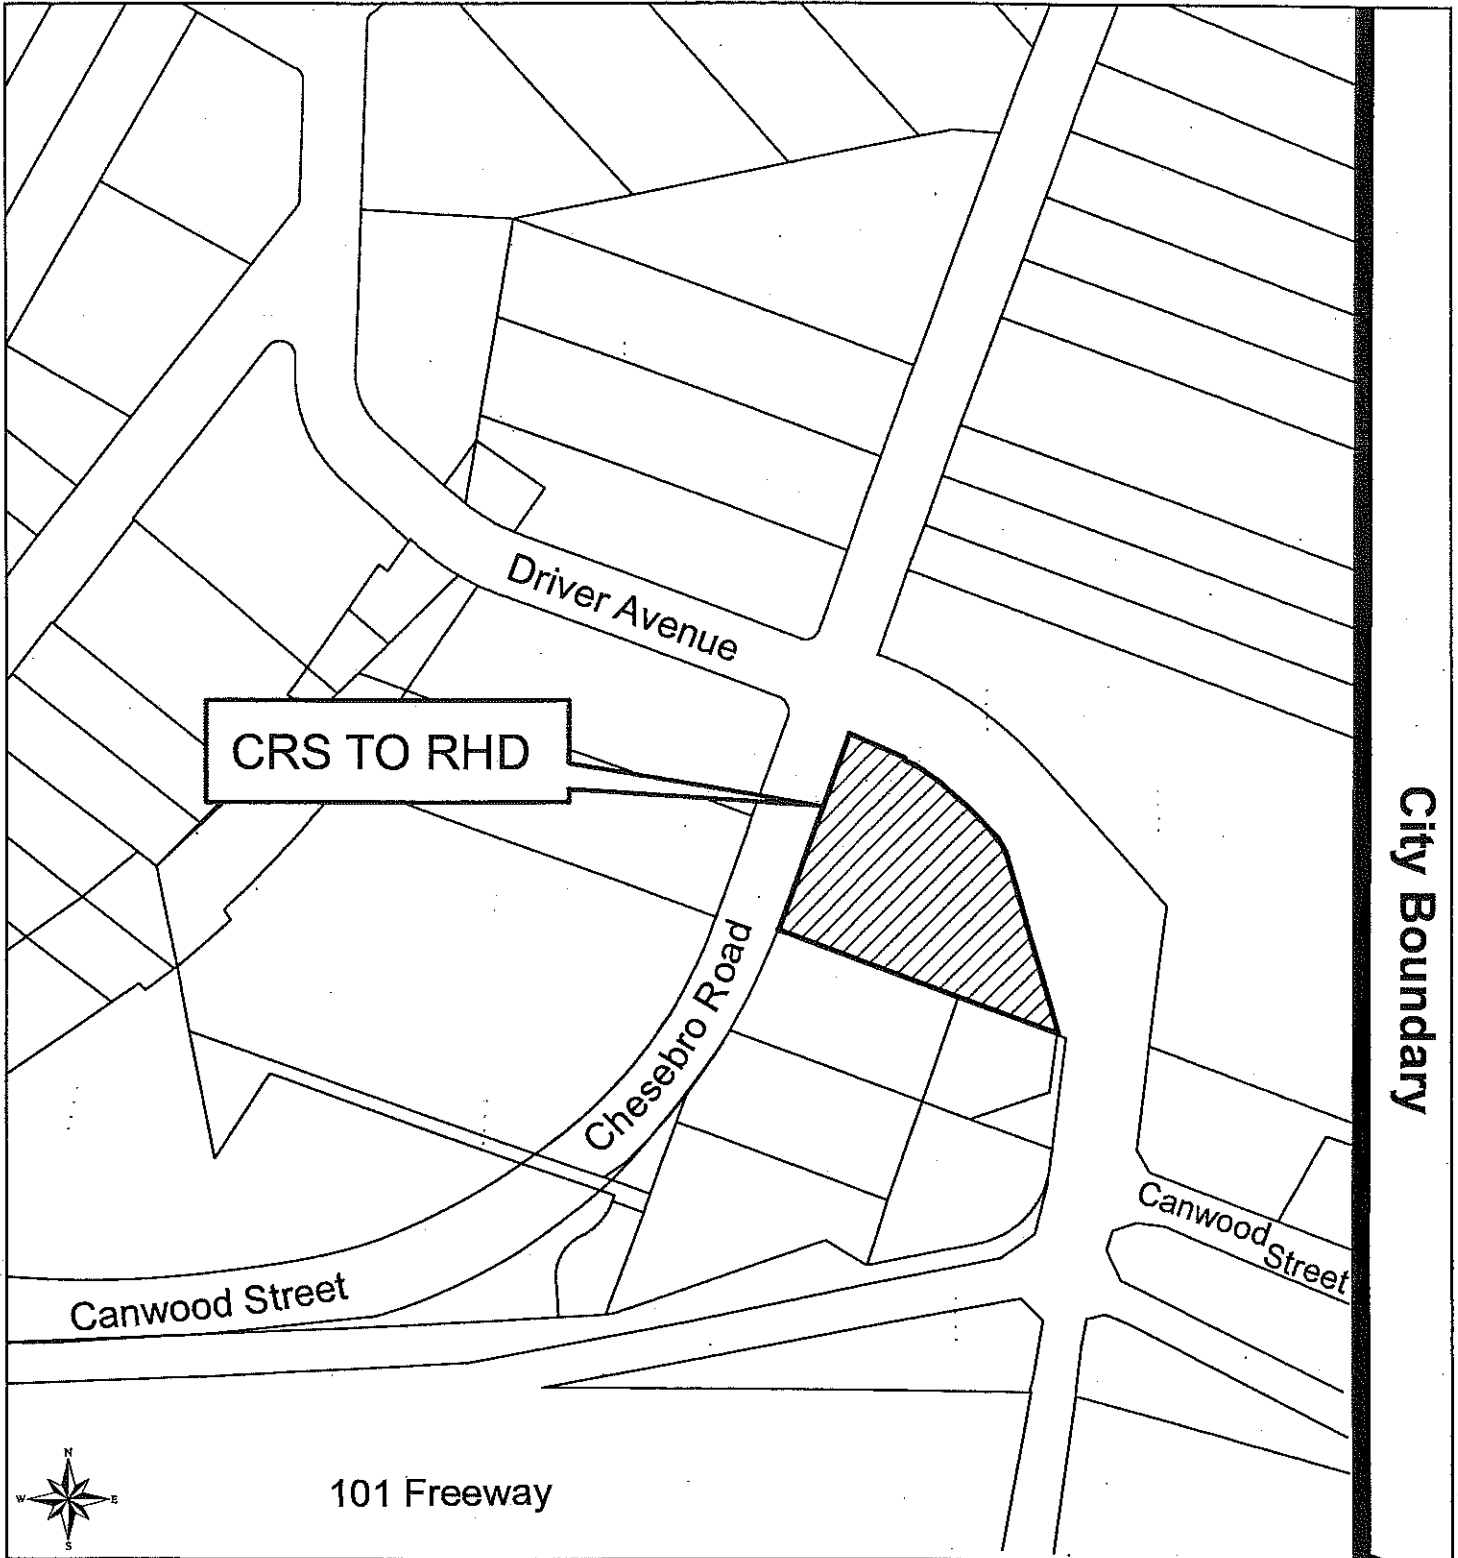 Driver Avenue
CRS TO RHD
City Boundary
Chesebro Road
Canwood
Street
Canwood Street
N
W
E
S
101 Freeway